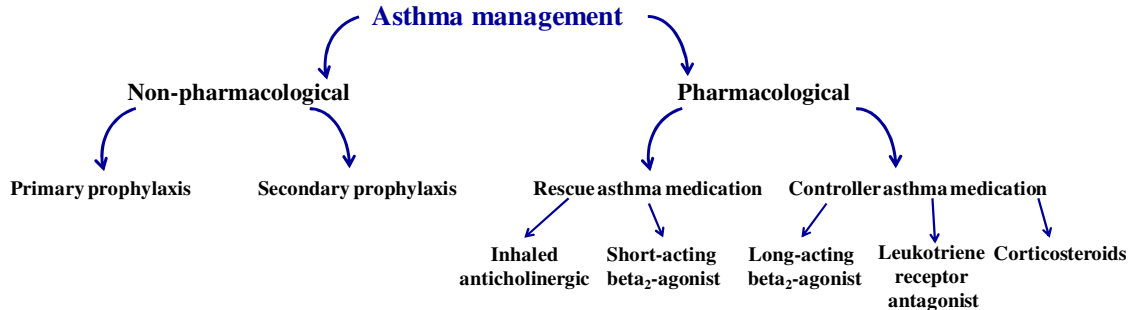 Asthma management
Non-pharmacological
Pharmacological
Primary prophylaxis
Secondary prophylaxis
Rescue asthma medication
Controller asthma medication
Inhaled
anticholinergic
Short-acting
beta₂-agonist
Long-acting
beta₂-agonist
Leukotriene
receptor
antagonist
Corticosteroids